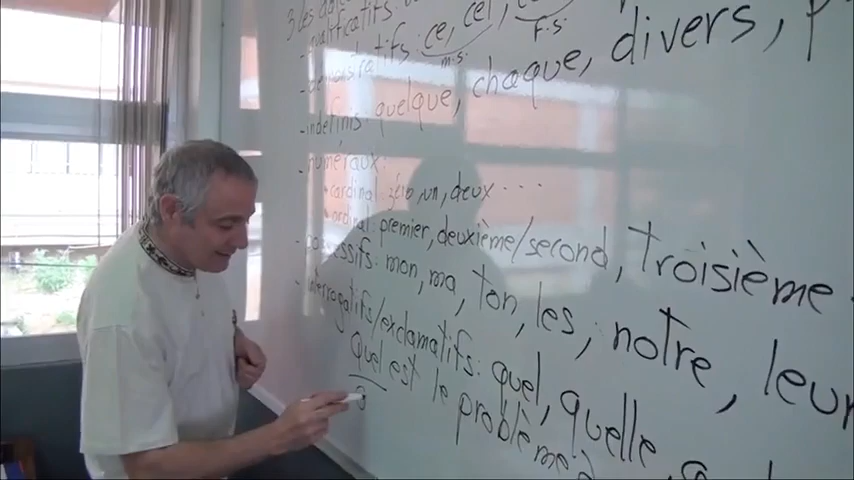 3 Les
qualificatifs:
- démonstratifs: ce, cet,
m.s. F.S.
- indéfinis: quelque, chaque, divers,
- numéraux:
cardinal: zéro, un, deux....
ordinal: premier, deuxième/second, troisième
- possessifs: mon, ma, ton, les, notre, leur
- interrogatifs/exclamatifs: quel, quelle
Quel est le problème?